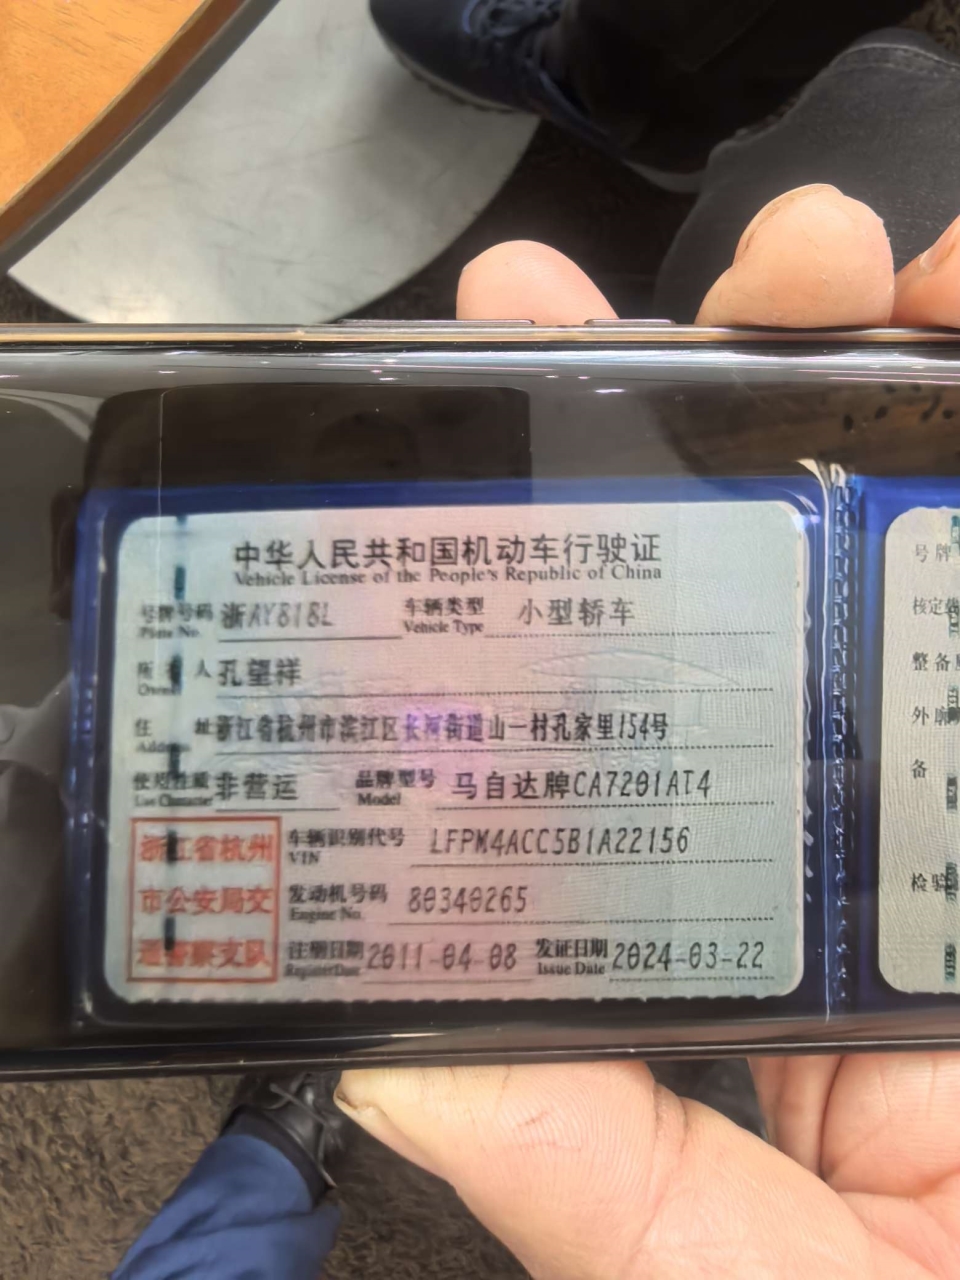 中华人民共和国机动车行驶证
Vehicle License of the People's Republic of China
号牌号码 浙AYB1BL 车辆类型 小型轿车
Plate No. Vehicle Type
所有人 孔望祥
Owner
住址 浙江省杭州市滨江区长河街道山一村孔家里154号
Address
使用性质 非营运 品牌型号 马自达牌CA7201AT4
Use Character Model
车辆识别代号 LFPM4ACC5B1A22156
VIN
发动机号码 80340265
Engine No.
注册日期 2011-04-08 发证日期 2024-03-22
Register Date Issue Date
浙江省杭州
市公安局交
通警察支队
号牌
核定载
整备
外廓
备
检验